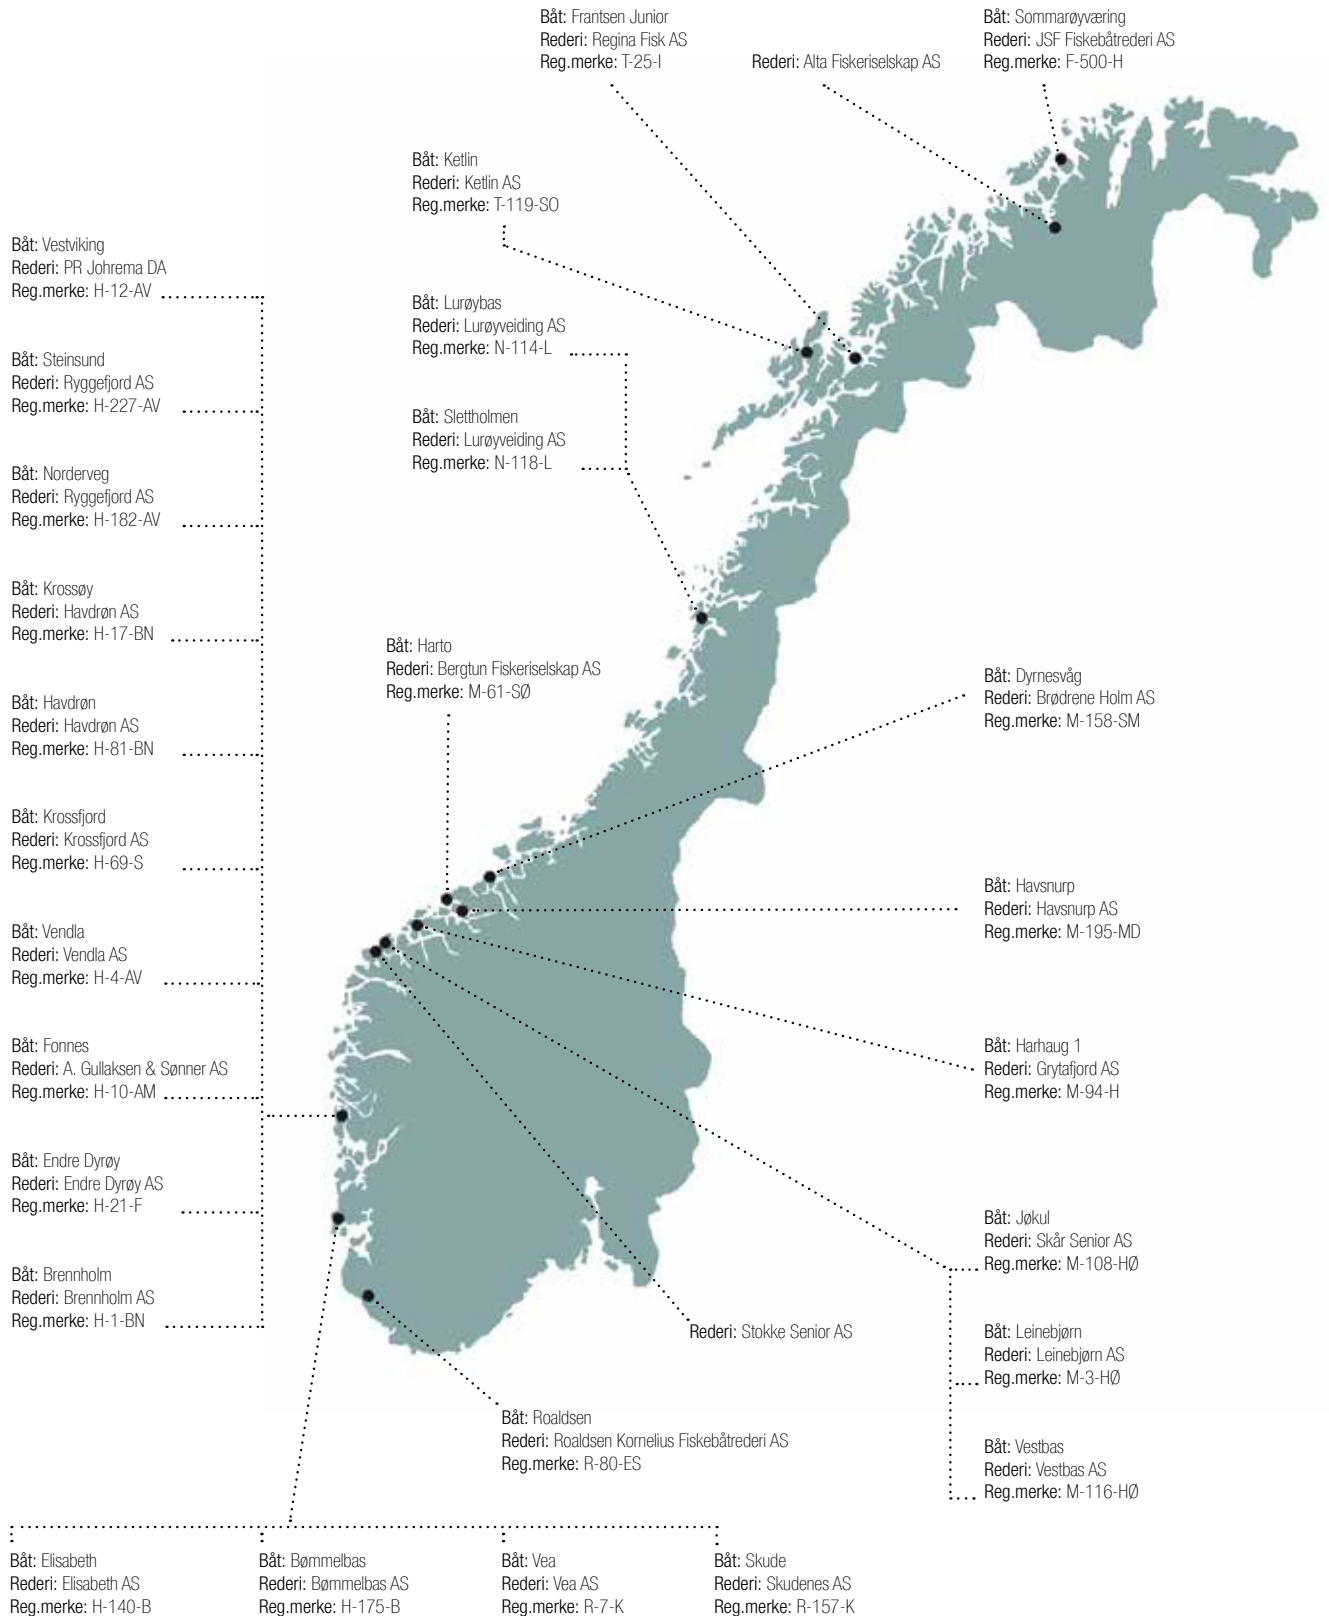 Båt: Frantsen Junior
Rederi: Regina Fisk AS
Reg.merke: T-25-I
Rederi: Alta Fiskeriselskap AS
Båt: Sommarøyværing
Rederi: JSF Fiskebåtrederi AS
Reg.merke: F-500-H
Båt: Ketlin
Rederi: Ketlin AS
Reg.merke: T-119-SO
Båt: Vestviking
Rederi: PR Johrema DA
Reg.merke: H-12-AV
Båt: Lurøybas
Rederi: Lurøyveiding AS
Reg.merke: N-114-L
Båt: Steinsund
Rederi: Ryggefjord AS
Reg.merke: H-227-AV
Båt: Slettholmen
Rederi: Lurøyveiding AS
Reg.merke: N-118-L
Båt: Norderveg
Rederi: Ryggefjord AS
Reg.merke: H-182-AV
Båt: Krossøy
Rederi: Havdrøn AS
Reg.merke: H-17-BN
Båt: Harto
Rederi: Bergtun Fiskeriselskap AS
Reg.merke: M-61-SØ
Båt: Dyrnesvåg
Rederi: Brødrene Holm AS
Reg.merke: M-158-SM
Båt: Havdrøn
Rederi: Havdrøn AS
Reg.merke: H-81-BN
Båt: Krossfjord
Rederi: Krossfjord AS
Reg.merke: H-69-S
Båt: Havsnurp
Rederi: Havsnurp AS
Reg.merke: M-195-MD
Båt: Vendla
Rederi: Vendla AS
Reg.merke: H-4-AV
Båt: Fonnes
Rederi: A. Gullaksen & Sønner AS
Reg.merke: H-10-AM
Båt: Harhaug 1
Rederi: Grytafjord AS
Reg.merke: M-94-H
Båt: Endre Dyrøy
Rederi: Endre Dyrøy AS
Reg.merke: H-21-F
Båt: Jøkul
Rederi: Skår Senior AS
Reg.merke: M-108-HØ
Båt: Brennholm
Rederi: Brennholm AS
Reg.merke: H-1-BN
Rederi: Stokke Senior AS
Båt: Leinebjørn
Rederi: Leinebjørn AS
Reg.merke: M-3-HØ
Båt: Roaldsen
Rederi: Roaldsen Kornelius Fiskebåtrederi AS
Reg.merke: R-80-ES
Båt: Vestbas
Rederi: Vestbas AS
Reg.merke: M-116-HØ
Båt: Elisabeth
Rederi: Elisabeth AS
Reg.merke: H-140-B
Båt: Bømmelbas
Rederi: Bømmelbas AS
Reg.merke: H-175-B
Båt: Vea
Rederi: Vea AS
Reg.merke: R-7-K
Båt: Skude
Rederi: Skudenes AS
Reg.merke: R-157-K